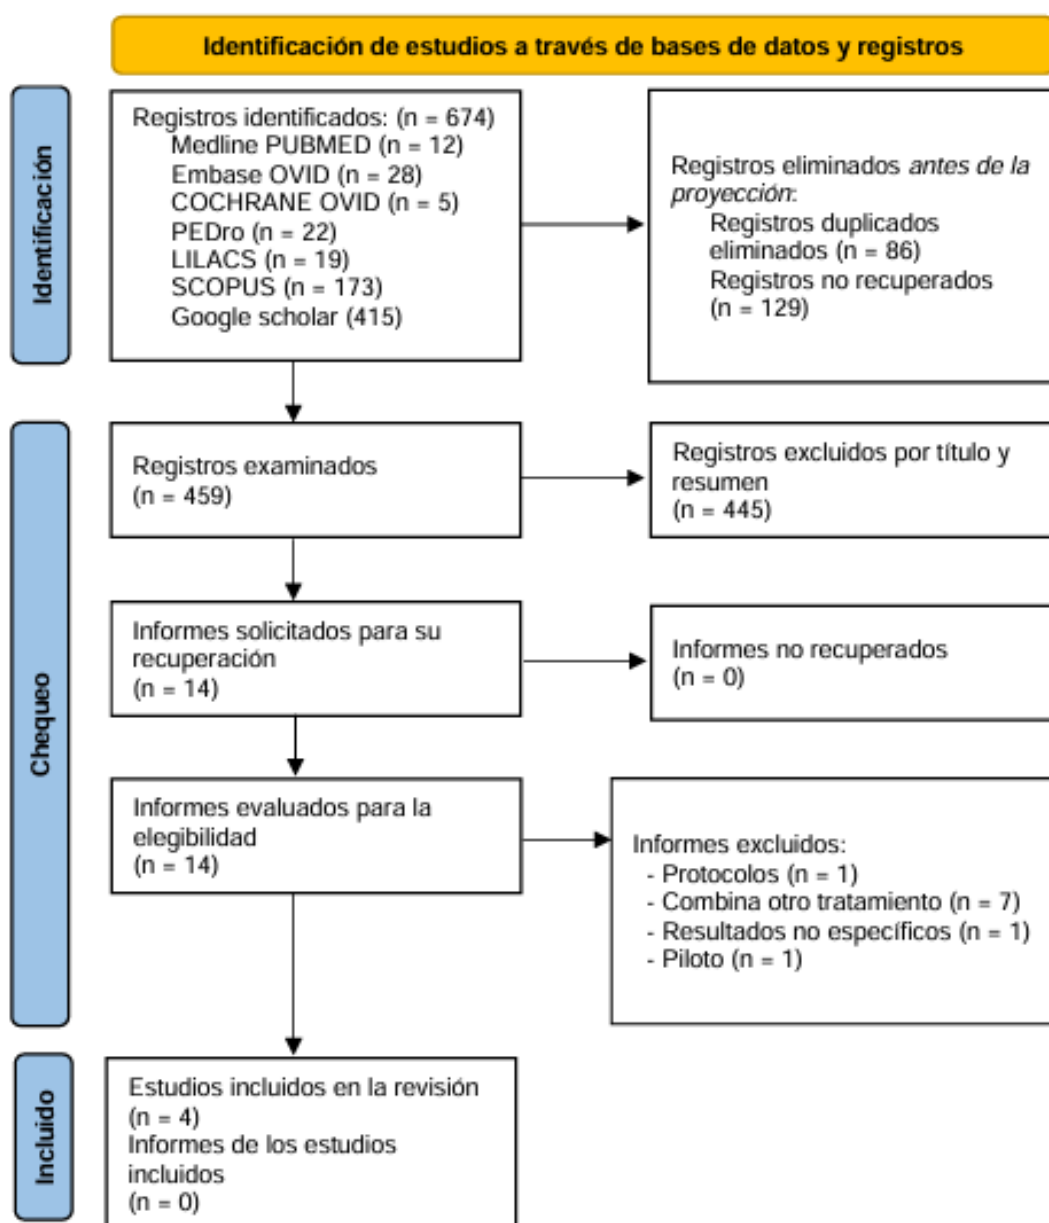 Identificación de estudios a través de bases de datos y registros
Identificación
Registros identificados: (n = 674)
Medline PUBMED (n = 12)
Embase OVID (n = 28)
COCHRANE OVID (n = 5)
PEDro (n = 22)
LILACS (n = 19)
SCOPUS (n = 173)
Google scholar (415)
Registros eliminados antes de la
proyección:
Registros duplicados
eliminados (n = 86)
Registros no recuperados
(n = 129)
Chequeo
Registros examinados
(n = 459)
Registros excluidos por título y
resumen
(n = 445)
Informes solicitados para su
recuperación
(n = 14)
Informes no recuperados
(n = 0)
Informes evaluados para la
elegibilidad
(n = 14)
Informes excluidos:
- Protocolos (n = 1)
- Combina otro tratamiento (n = 7)
- Resultados no específicos (n = 1)
- Piloto (n = 1)
Incluido
Estudios incluidos en la revisión
(n = 4)
Informes de los estudios
incluidos
(n = 0)